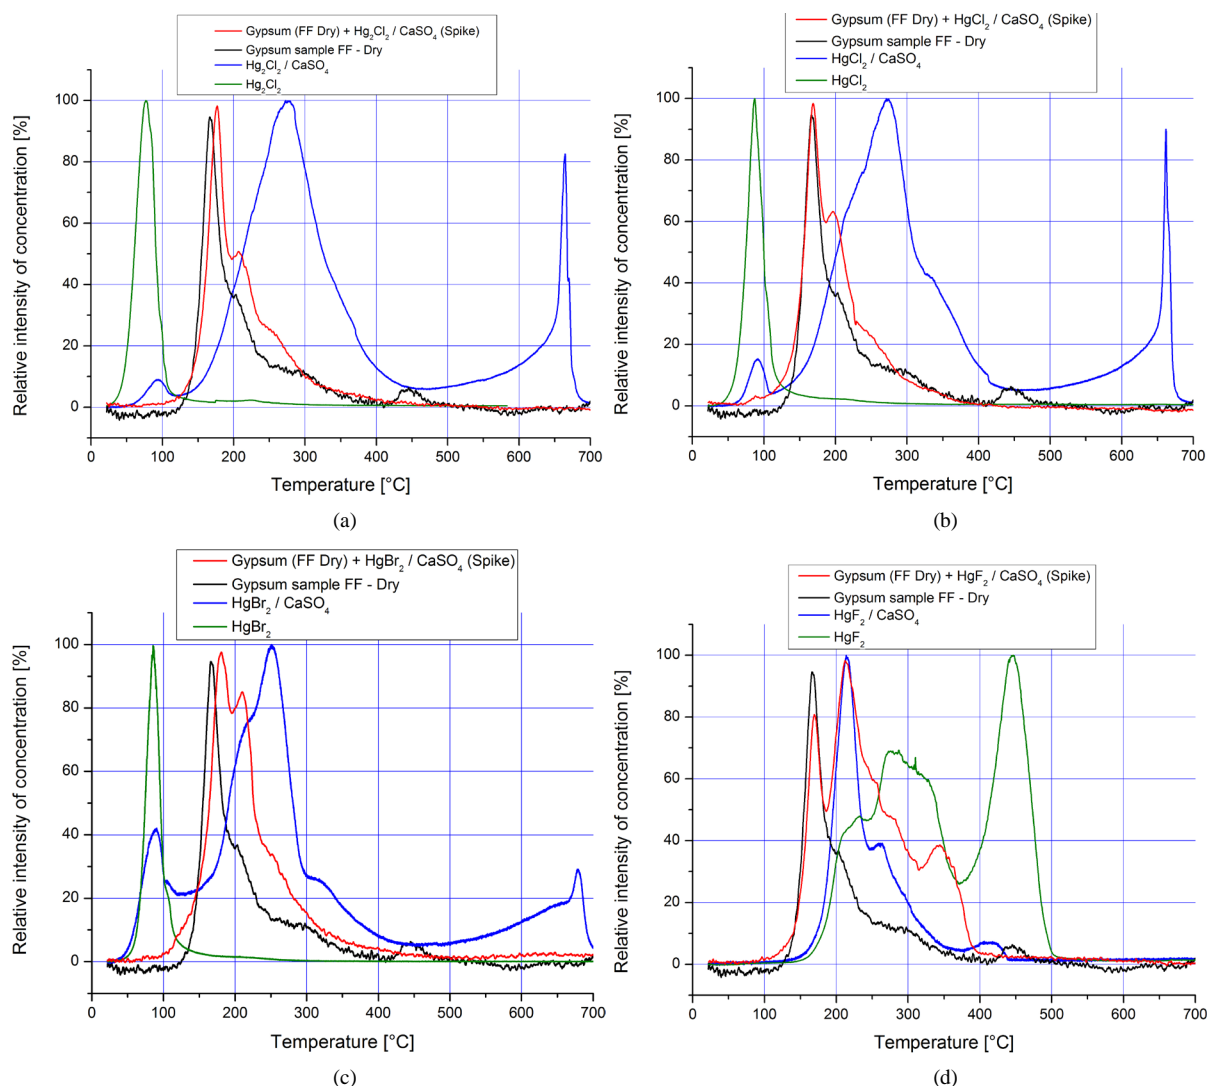 Gypsum (FF Dry) + Hg₂Cl₂ / CaSO₄ (Spike)
Gypsum sample FF - Dry
Hg₂Cl₂ / CaSO₄
Hg₂Cl₂
Relative intensity of concentration [%]
100
80
60
40
20
0
0 100 200 300 400 500 600 700
Temperature [°C]
(a)
Gypsum (FF Dry) + HgCl₂ / CaSO₄ (Spike)
Gypsum sample FF - Dry
HgCl₂ / CaSO₄
HgCl₂
Relative intensity of concentration [%]
100
80
60
40
20
0
0 100 200 300 400 500 600 700
Temperature [°C]
(b)
Gypsum (FF Dry) + HgBr₂ / CaSO₄ (Spike)
Gypsum sample FF - Dry
HgBr₂ / CaSO₄
HgBr₂
Relative intensity of concentration [%]
100
80
60
40
20
0
0 100 200 300 400 500 600 700
Temperature [°C]
(c)
Gypsum (FF Dry) + HgF₂ / CaSO₄ (Spike)
Gypsum sample FF - Dry
HgF₂ / CaSO₄
HgF₂
Relative intensity of concentration [%]
100
80
60
40
20
0
0 100 200 300 400 500 600 700
Temperature [°C]
(d)